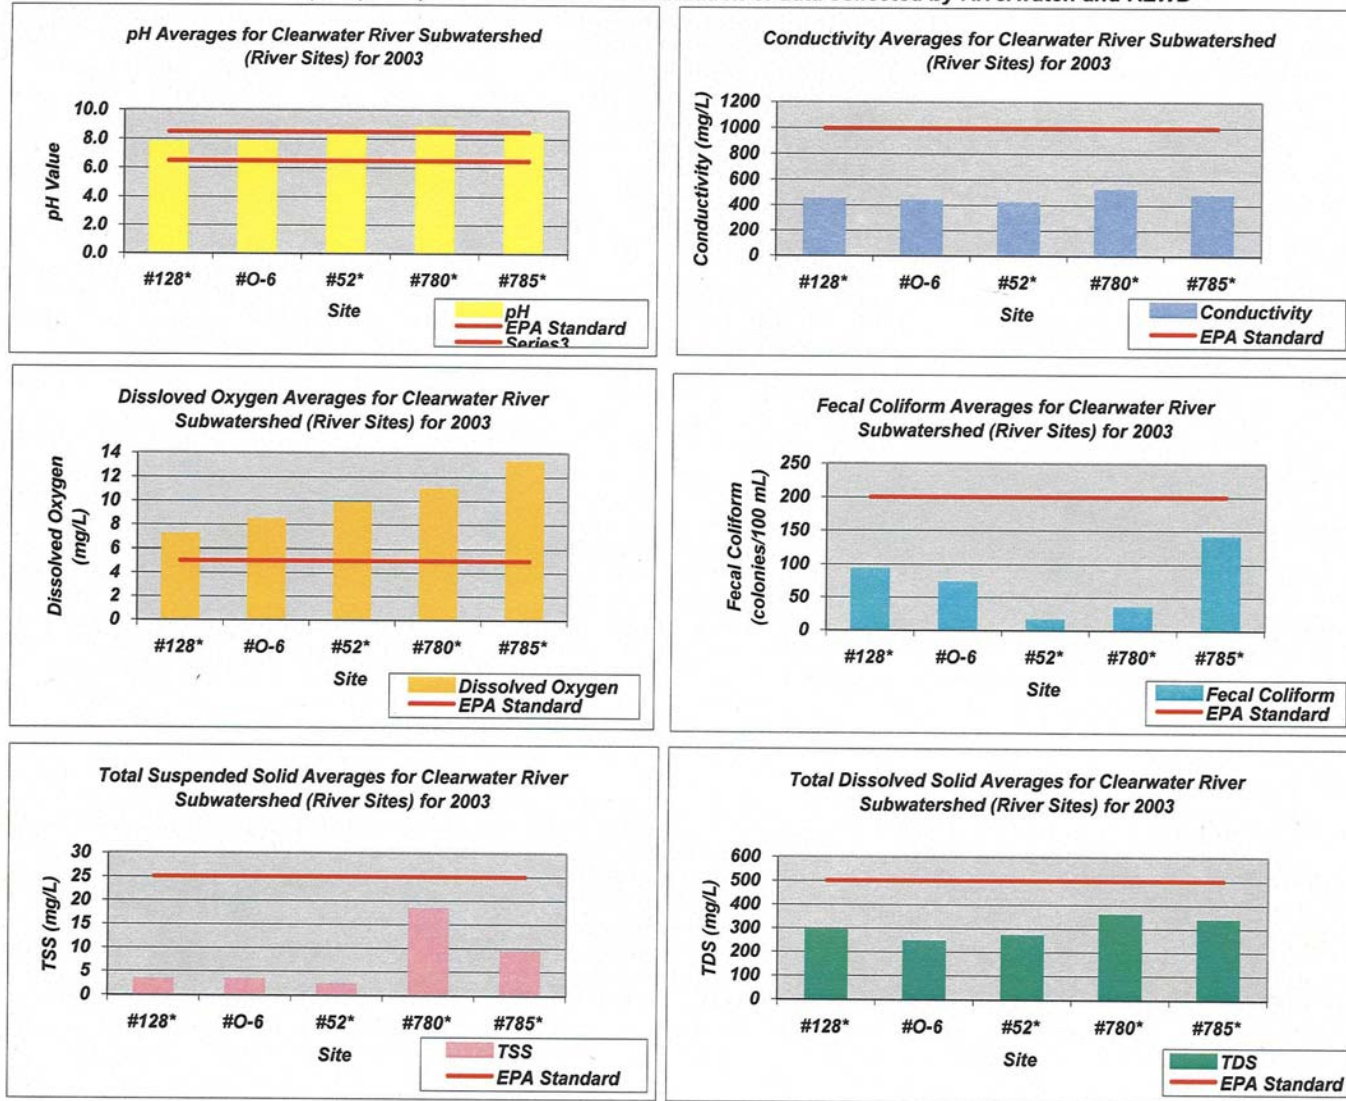 data collected by RiverWatch and RLWD
pH Averages for Clearwater River Subwatershed
(River Sites) for 2003
10.0
8.0
6.0
4.0
2.0
0.0
pH Value
#128* #O-6 #52* #780* #785*
Site
pH
EPA Standard
Series3
Conductivity Averages for Clearwater River Subwatershed
(River Sites) for 2003
1200
1000
800
600
400
200
0
Conductivity (mg/L)
#128* #O-6 #52* #780* #785*
Site
Conductivity
EPA Standard
Dissloved Oxygen Averages for Clearwater River
Subwatershed (River Sites) for 2003
14
12
10
8
6
4
2
0
Dissolved Oxygen
(mg/L)
#128* #O-6 #52* #780* #785*
Site
Dissolved Oxygen
EPA Standard
Fecal Coliform Averages for Clearwater River
Subwatershed (River Sites) for 2003
250
200
150
100
50
0
Fecal Coliform
(colonies/100 mL)
#128* #O-6 #52* #780* #785*
Site
Fecal Coliform
EPA Standard
Total Suspended Solid Averages for Clearwater River
Subwatershed (River Sites) for 2003
30
25
20
15
10
5
0
TSS (mg/L)
#128* #O-6 #52* #780* #785*
Site
TSS
EPA Standard
Total Dissolved Solid Averages for Clearwater River
Subwatershed (River Sites) for 2003
600
500
400
300
200
100
0
TDS (mg/L)
#128* #O-6 #52* #780* #785*
Site
TDS
EPA Standard